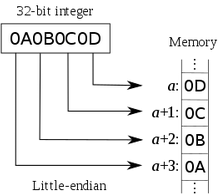 32-bit integer
0A0B0C0D
Memory
a: 0D
a+1: 0C
a+2: 0B
a+3: 0A
Little-endian